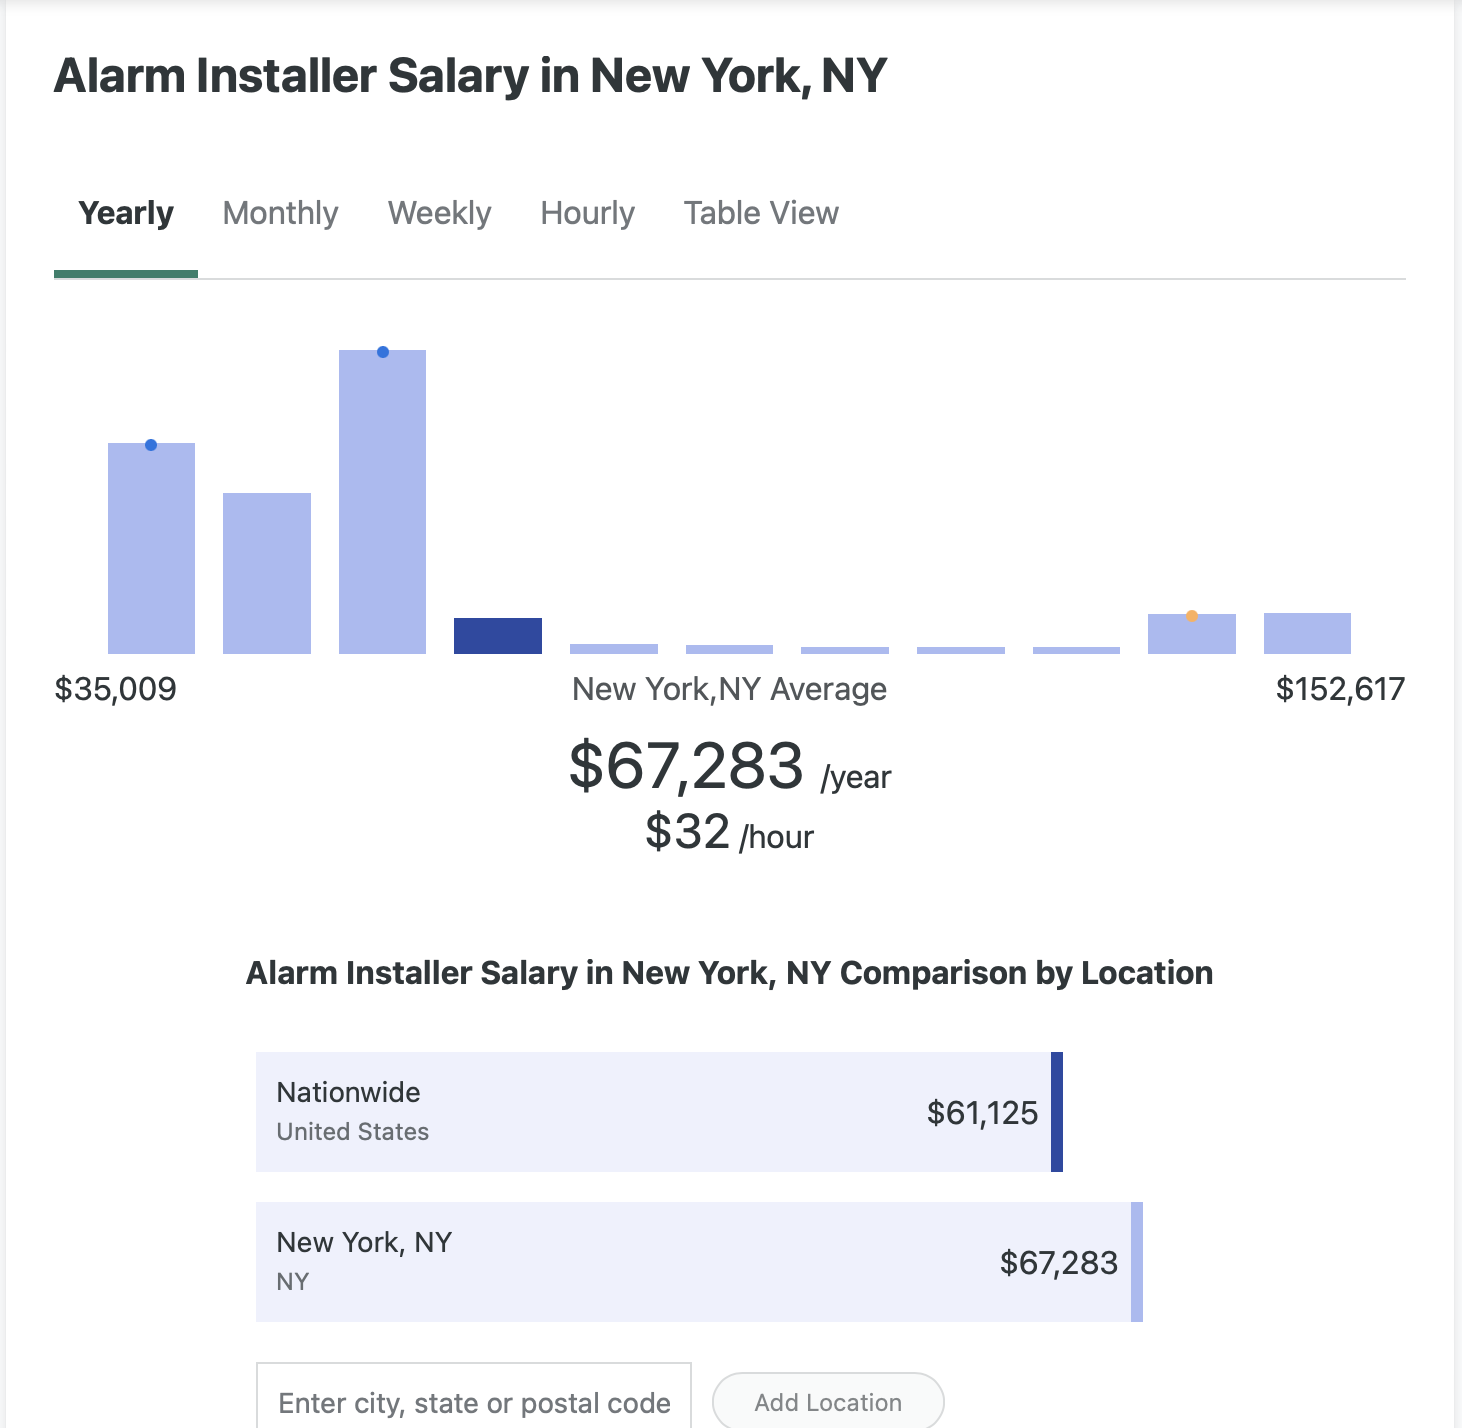 Alarm Installer Salary in New York, NY
Yearly Monthly Weekly Hourly Table View
$35,009 New York,NY Average $152,617
$67,283 /year
$32 /hour
Alarm Installer Salary in New York, NY Comparison by Location
Nationwide
United States
$61,125
New York, NY
NY
$67,283
Enter city, state or postal code Add Location